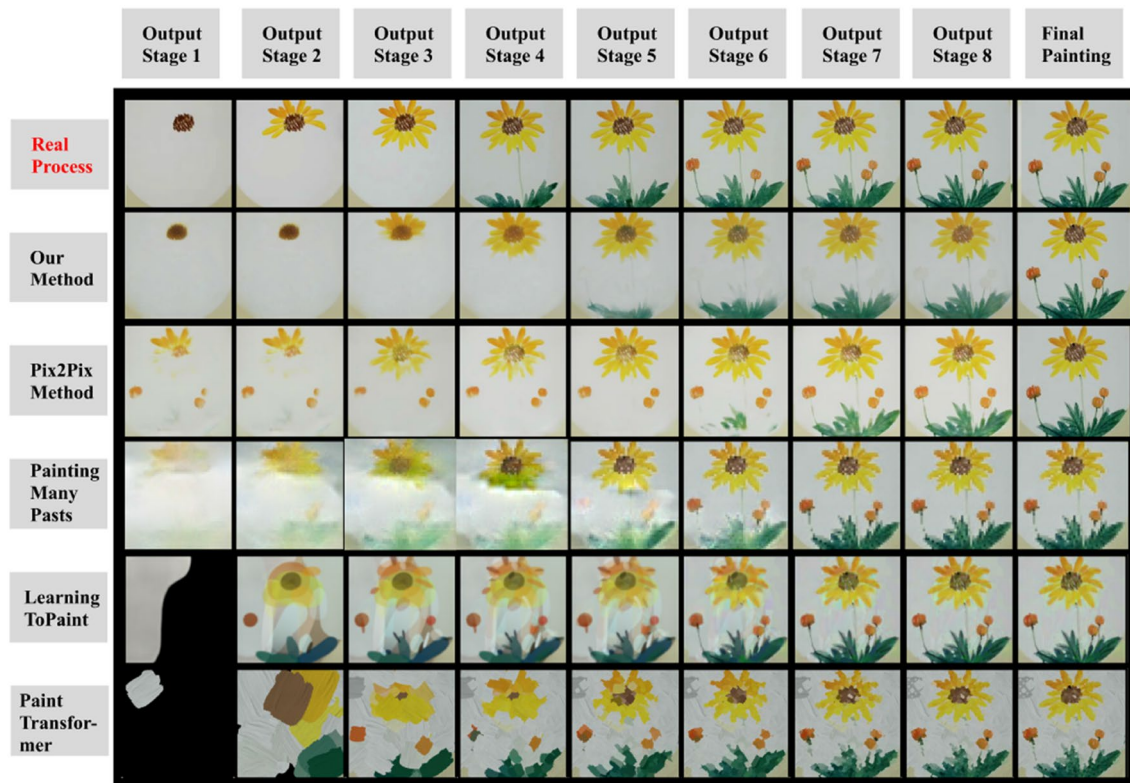 Output
Stage 1
Output
Stage 2
Output
Stage 3
Output
Stage 4
Output
Stage 5
Output
Stage 6
Output
Stage 7
Output
Stage 8
Final
Painting
Real
Process
Our
Method
Pix2Pix
Method
Painting
Many
Pasts
Learning
ToPaint
Paint
Transfor-
mer